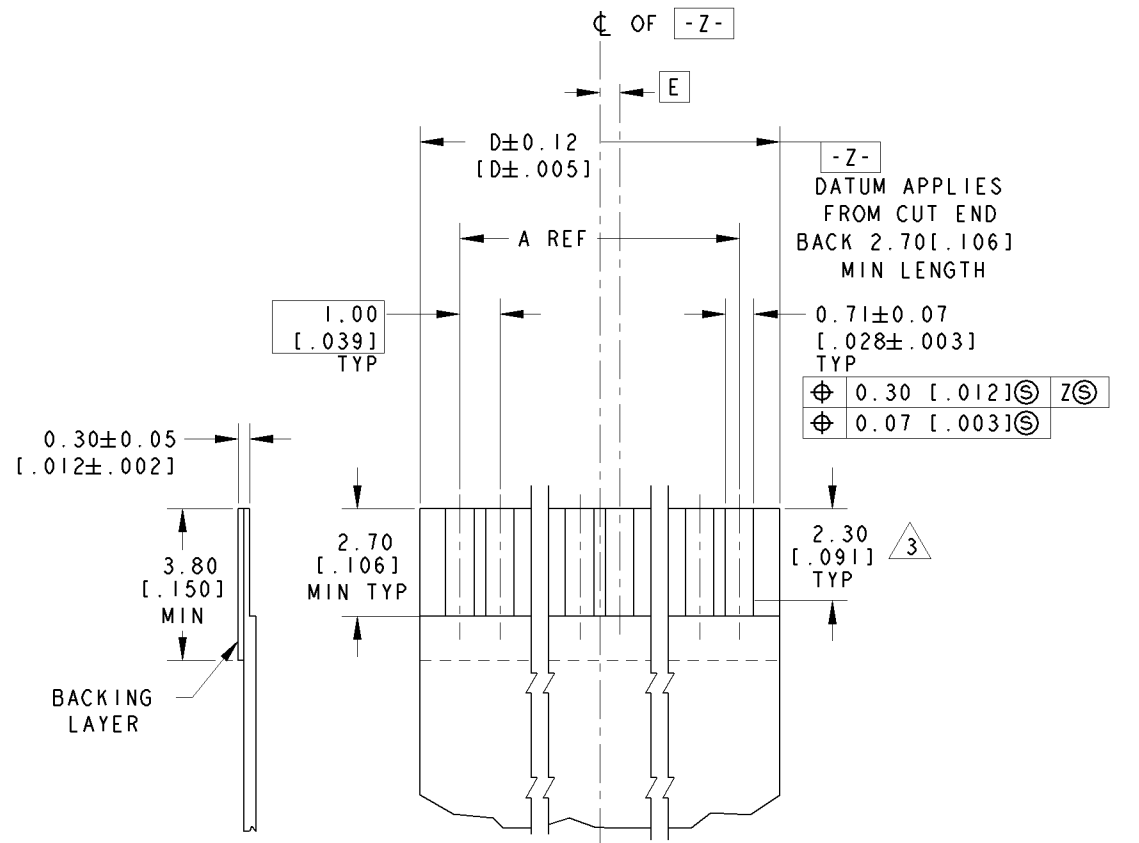 ℄ OF -Z-
E
D±0.12
[D±.005]
-Z-
DATUM APPLIES
FROM CUT END
BACK 2.70[.106]
MIN LENGTH
A REF
1.00
[.039]
TYP
0.71±0.07
[.028±.003]
TYP
⌖ 0.30 [.012]Ⓢ ZⓈ
⌖ 0.07 [.003]Ⓢ
0.30±0.05
[.012±.002]
3.80
[.150]
MIN
2.70
[.106]
MIN TYP
2.30
[.091]
TYP
3
BACKING
LAYER